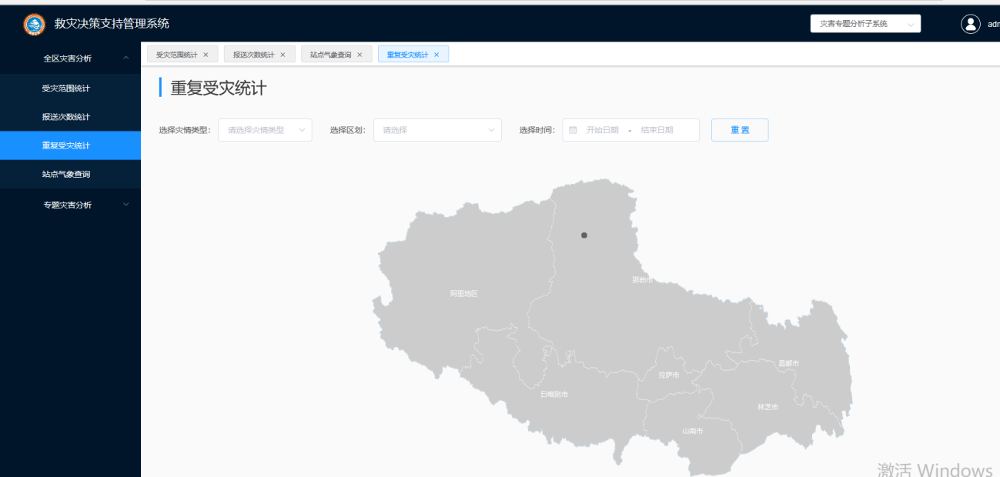 救灾决策支持管理系统
灾害专题分析子系统
adm
全区灾害分析
受灾范围统计
报送次数统计
重复受灾统计
站点气象查询
专题灾害分析
受灾范围统计 ×
报送次数统计 ×
站点气象查询 ×
重复受灾统计 ×
重复受灾统计
选择灾情类型: 请选择灾情类型
选择区划: 请选择
选择时间: 开始日期 - 结束日期
重置
那曲市
阿里地区
昌都市
拉萨市
日喀则市
林芝市
山南市
激活 Windows